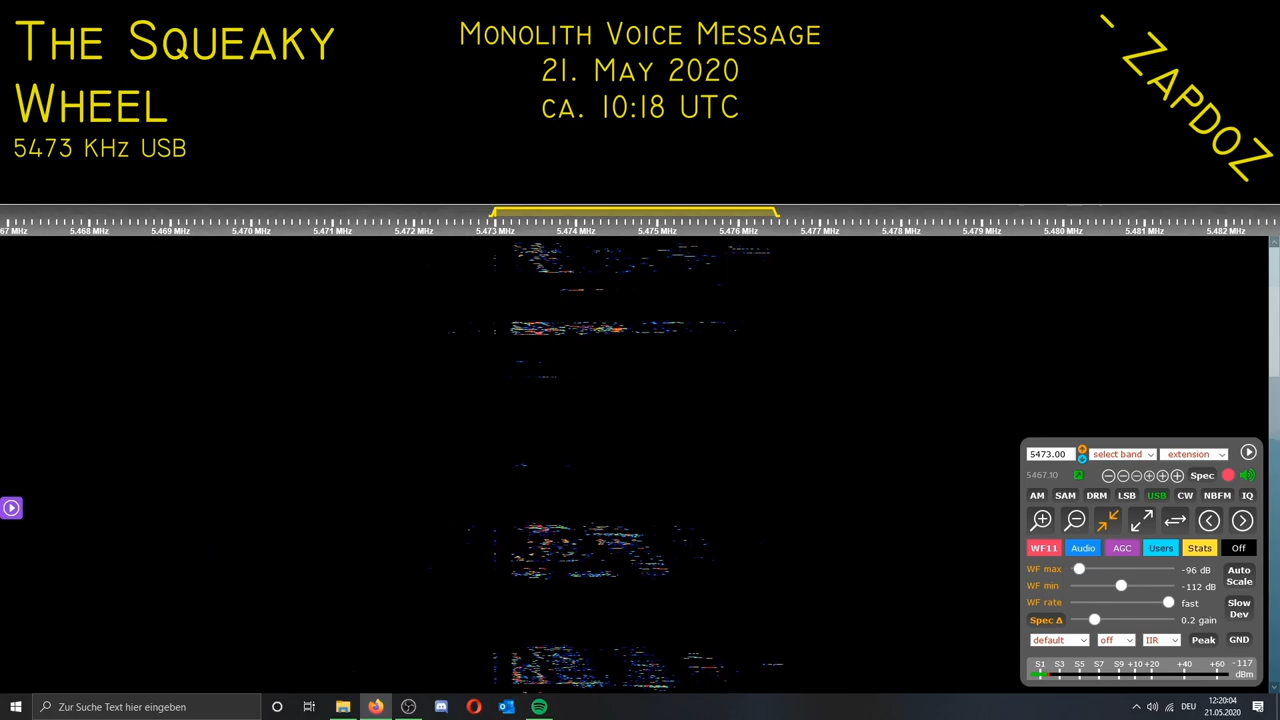 The Squeaky
Wheel
5473 KHz USB
Monolith Voice Message
21. May 2020
ca. 10:18 UTC
- ZAPDOZ
67 MHz 5.468 MHz 5.469 MHz 5.470 MHz 5.471 MHz 5.472 MHz 5.473 MHz 5.474 MHz 5.475 MHz 5.476 MHz 5.477 MHz 5.478 MHz 5.479 MHz 5.480 MHz 5.481 MHz 5.482 MHz
5473.00 select band extension
5467.10 Spec
AM SAM DRM LSB USB CW NBFM IQ
WF11 Audio AGC Users Stats Off
WF max -96 dB Auto
Scale
WF min -112 dB
WF rate fast Slow
Dev
Spec Δ 0.2 gain
default off IIR Peak GND
S1 S3 S5 S7 S9 +10 +20 +40 +60 -117
dBm
Zur Suche Text hier eingeben
DEU
12:20:04
21.05.2020